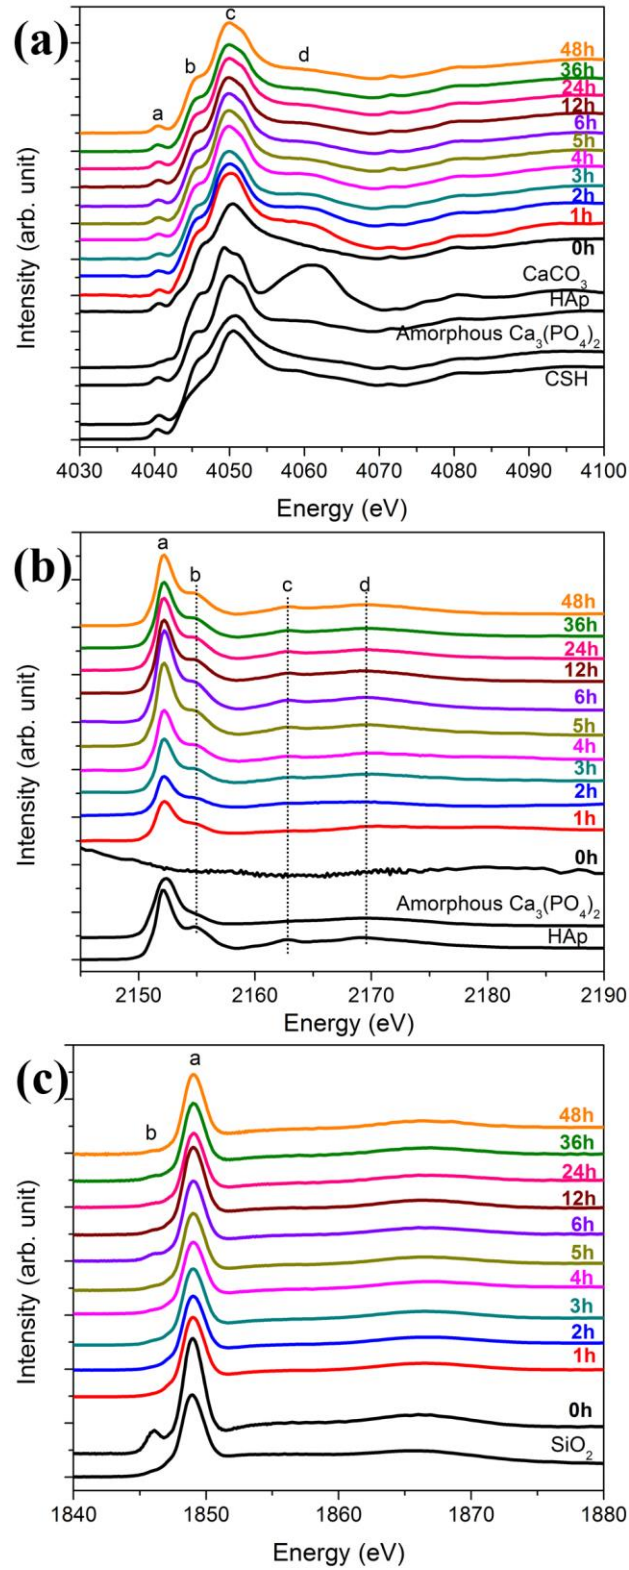 (a)
a
b
c
d
48h
36h
24h
12h
6h
5h
4h
3h
2h
1h
0h
CaCO₃
HAp
Amorphous Ca₃(PO₄)₂
CSH
Intensity (arb. unit)
4030 4040 4050 4060 4070 4080 4090 4100
Energy (eV)
(b)
a
b
c
d
48h
36h
24h
12h
6h
5h
4h
3h
2h
1h
0h
Amorphous Ca₃(PO₄)₂
HAp
Intensity (arb. unit)
2150 2160 2170 2180 2190
Energy (eV)
(c)
a
b
48h
36h
24h
12h
6h
5h
4h
3h
2h
1h
0h
SiO₂
Intensity (arb. unit)
1840 1850 1860 1870 1880
Energy (eV)